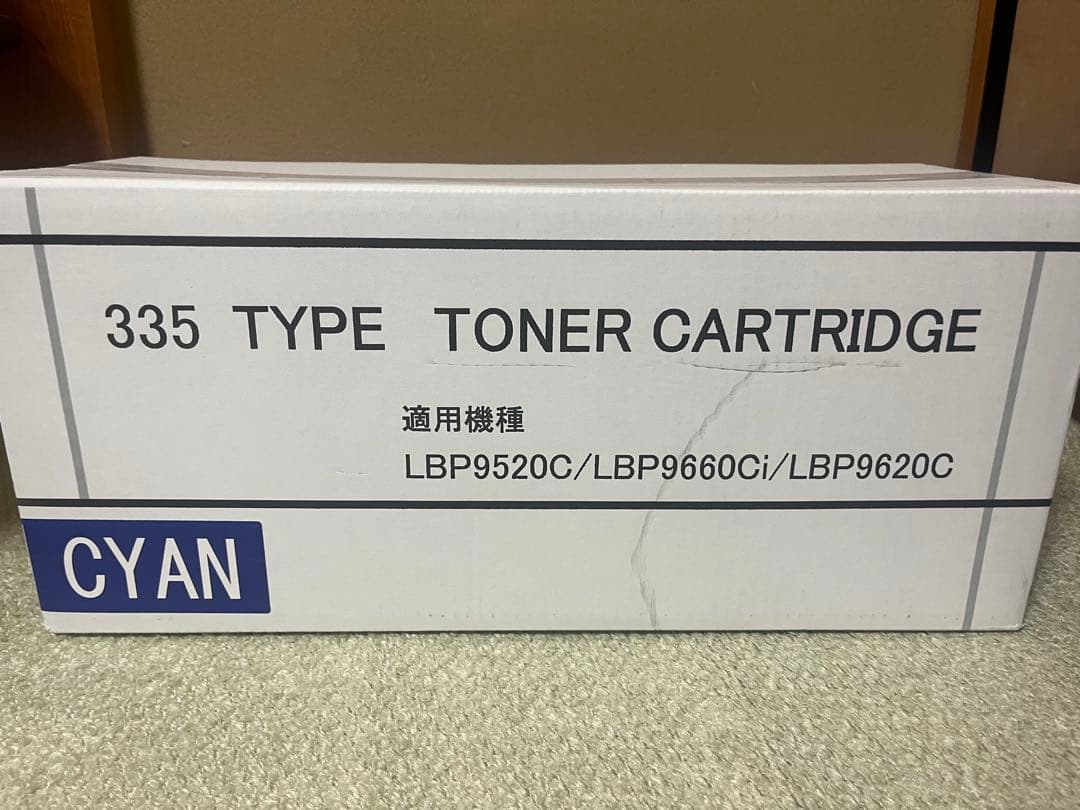 335 TYPE TONER CARTRIDGE
適用機種
LBP9520C/LBP9660Ci/LBP9620C
CYAN